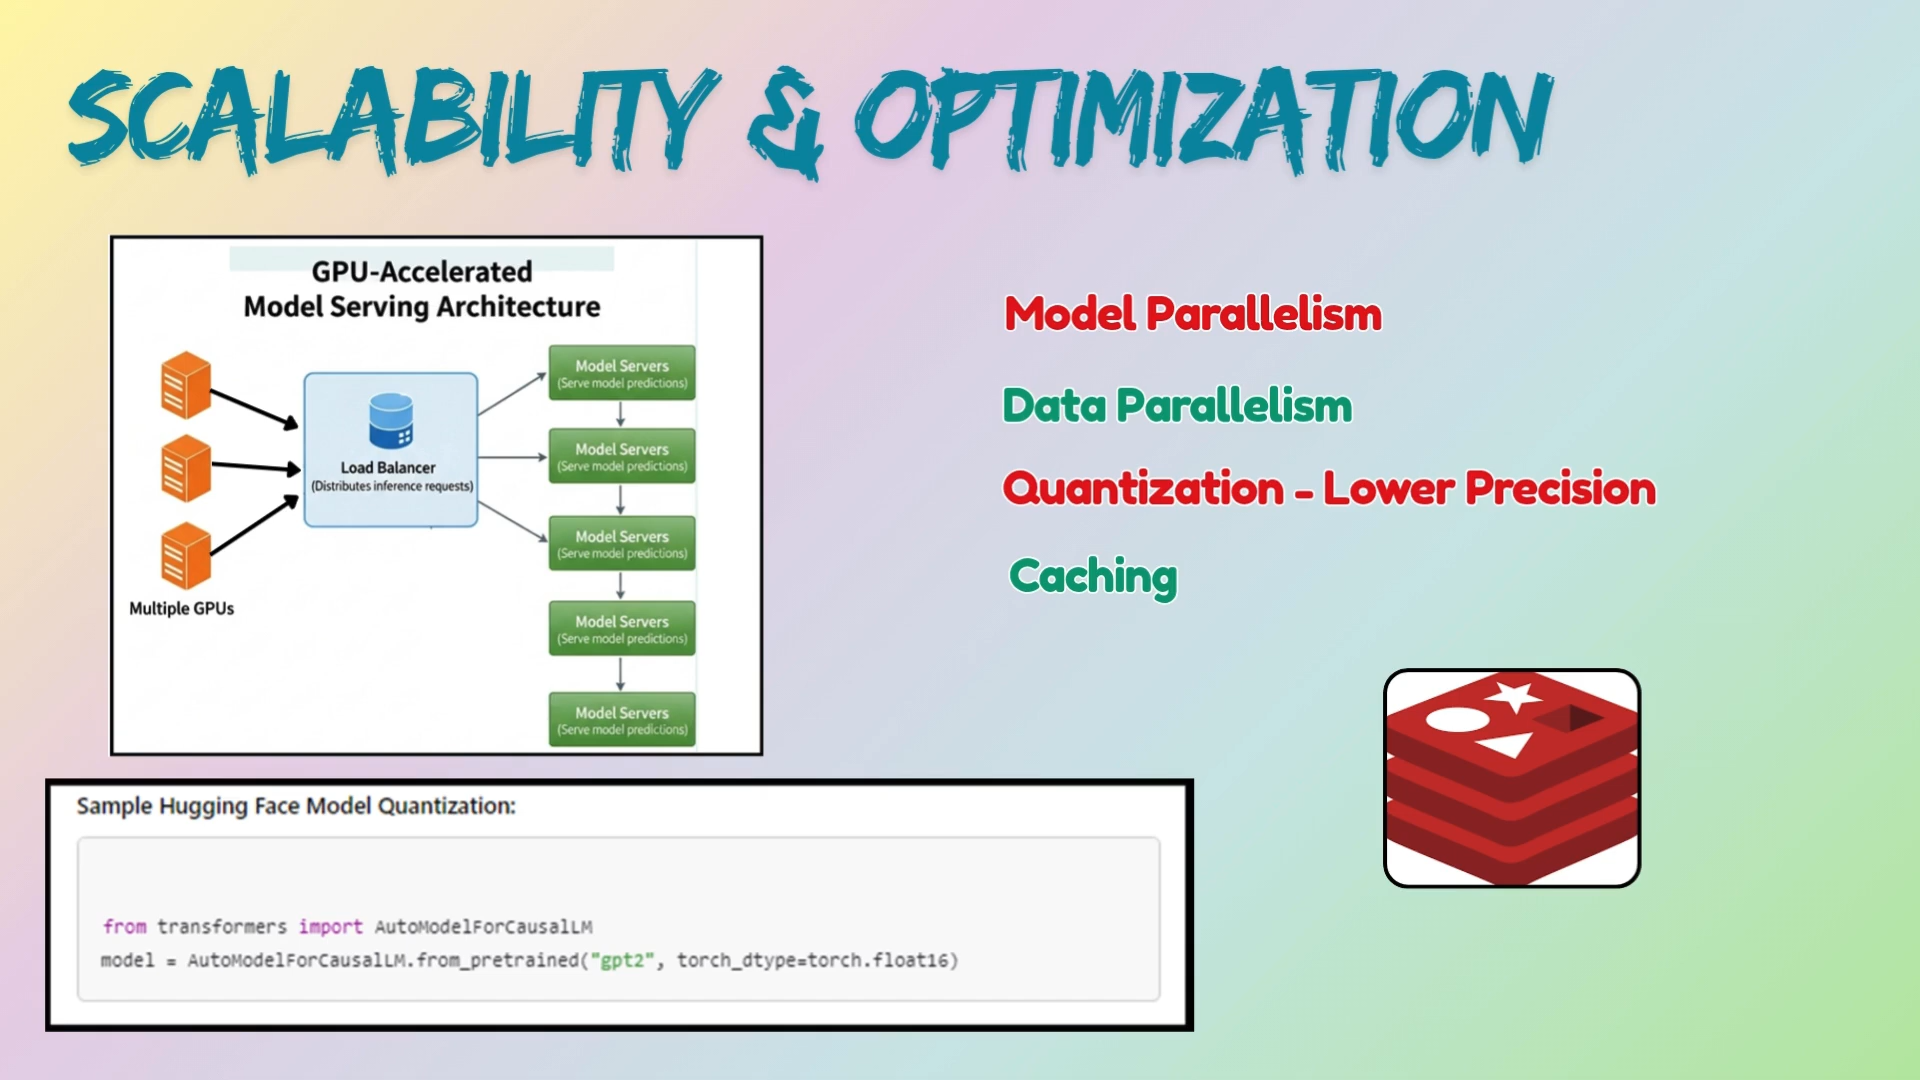 SCALABILITY & OPTIMIZATION
GPU-Accelerated
Model Serving Architecture
Multiple GPUs
Load Balancer
(Distributes inference requests)
Model Servers
(Serve model predictions)
Model Servers
(Serve model predictions)
Model Servers
(Serve model predictions)
Model Servers
(Serve model predictions)
Model Servers
(Serve model predictions)
Model Parallelism
Data Parallelism
Quantization - Lower Precision
Caching
Sample Hugging Face Model Quantization:
from transformers import AutoModelForCausalLM
model = AutoModelForCausalLM.from_pretrained("gpt2", torch_dtype=torch.float16)